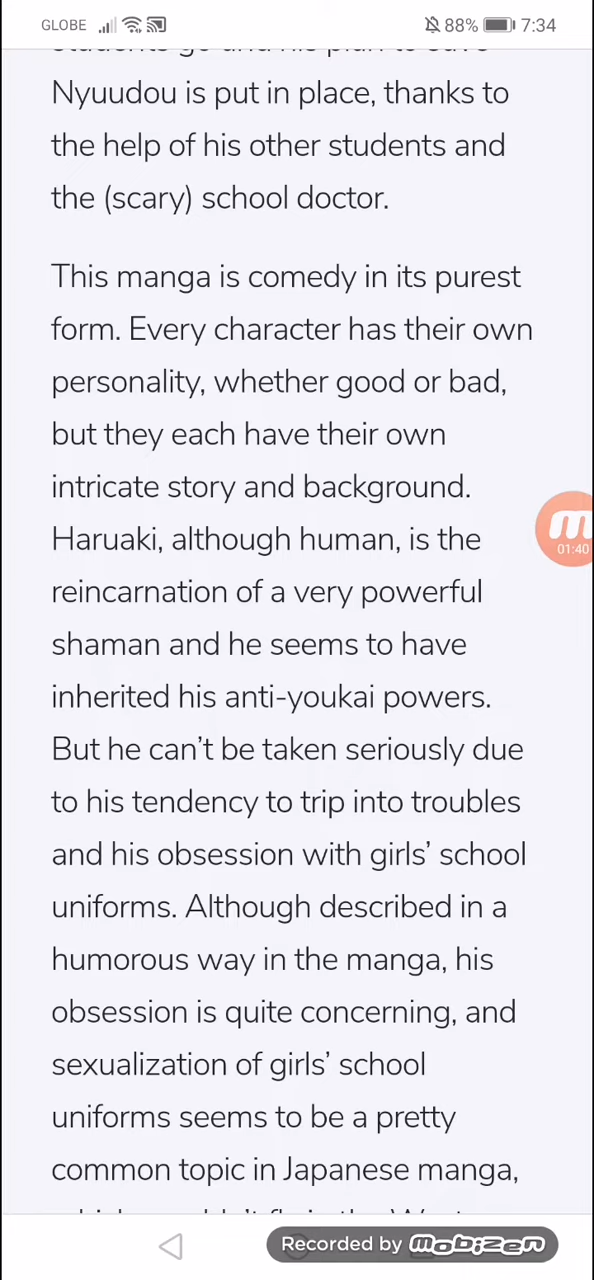 GLOBE 88% 7:34
Nyuudou is put in place, thanks to
the help of his other students and
the (scary) school doctor.
This manga is comedy in its purest
form. Every character has their own
personality, whether good or bad,
but they each have their own
intricate story and background.
Haruaki, although human, is the
reincarnation of a very powerful
shaman and he seems to have
inherited his anti-youkai powers.
But he can’t be taken seriously due
to his tendency to trip into troubles
and his obsession with girls’ school
uniforms. Although described in a
humorous way in the manga, his
obsession is quite concerning, and
sexualization of girls’ school
uniforms seems to be a pretty
common topic in Japanese manga,
m
01:40
Recorded by mobizen